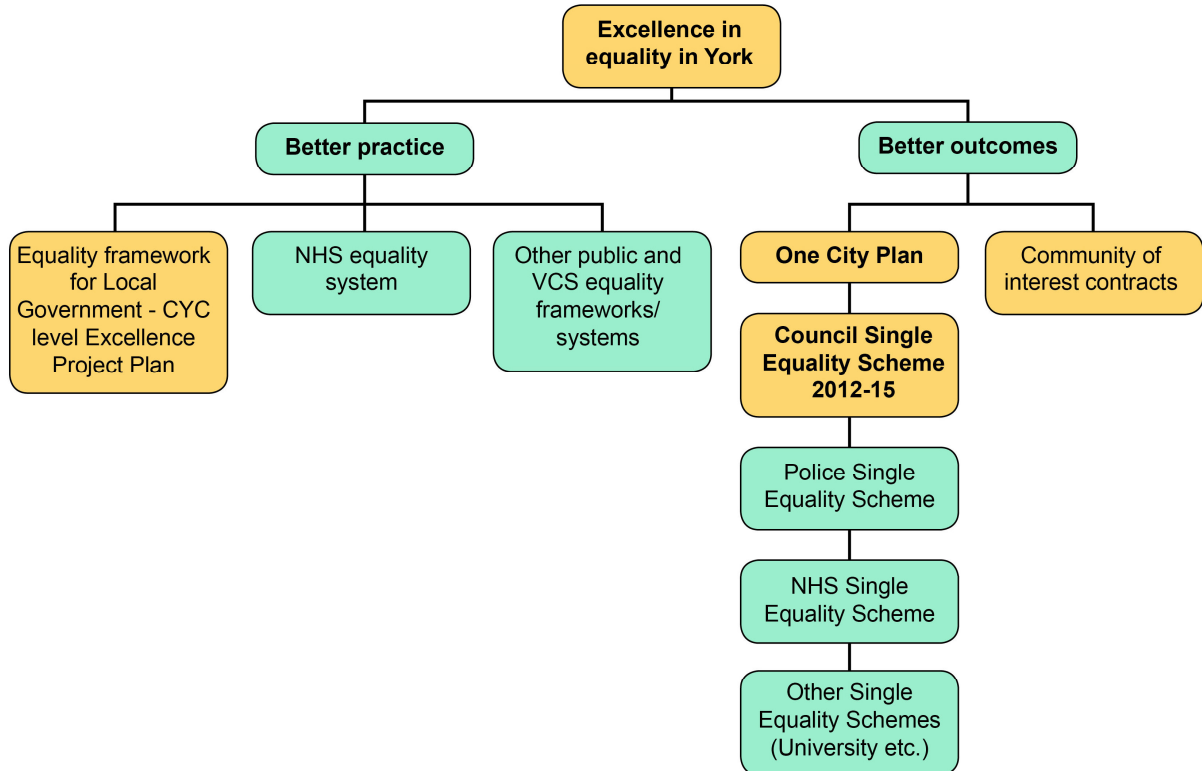 Excellence in
equality in York
Better practice
Better outcomes
Equality framework
for Local
Government - CYC
level Excellence
Project Plan
NHS equality
system
Other public and
VCS equality
frameworks/
systems
One City Plan
Community of
interest contracts
Council Single
Equality Scheme
2012-15
Police Single
Equality Scheme
NHS Single
Equality Scheme
Other Single
Equality Schemes
(University etc.)